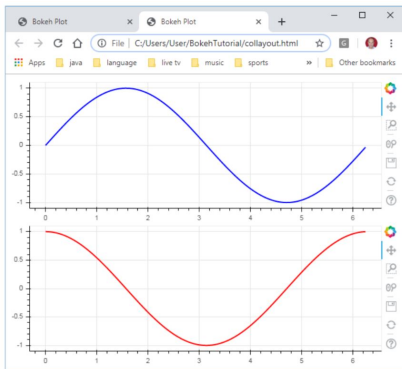 Bokeh Plot
Bokeh Plot
File | C:/Users/User/BokehTutorial/collayout.html
G
Apps java language live tv music sports » Other bookmarks
1
0.5
0
-0.5
-1
0 1 2 3 4 5 6
1
0.5
0
-0.5
-1
0 1 2 3 4 5 6